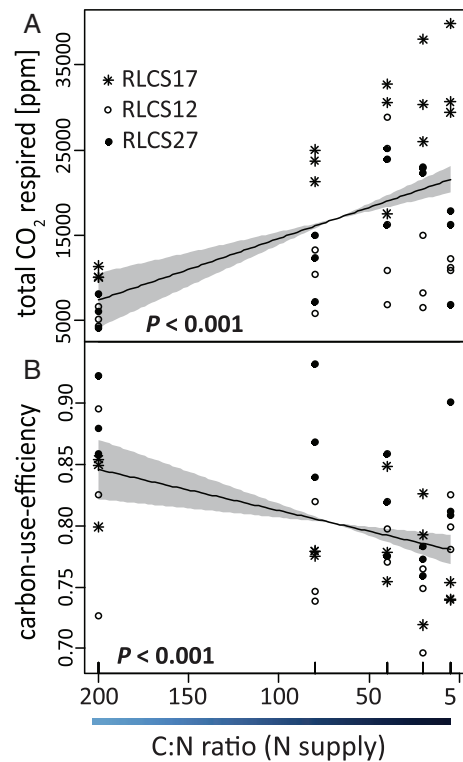 A
total CO2 respired [ppm]
35000
25000
15000
5000
RLCS17
RLCS12
RLCS27
P < 0.001
B
carbon-use-efficiency
0.90
0.85
0.80
0.75
0.70
P < 0.001
200 150 100 50 5
C:N ratio (N supply)